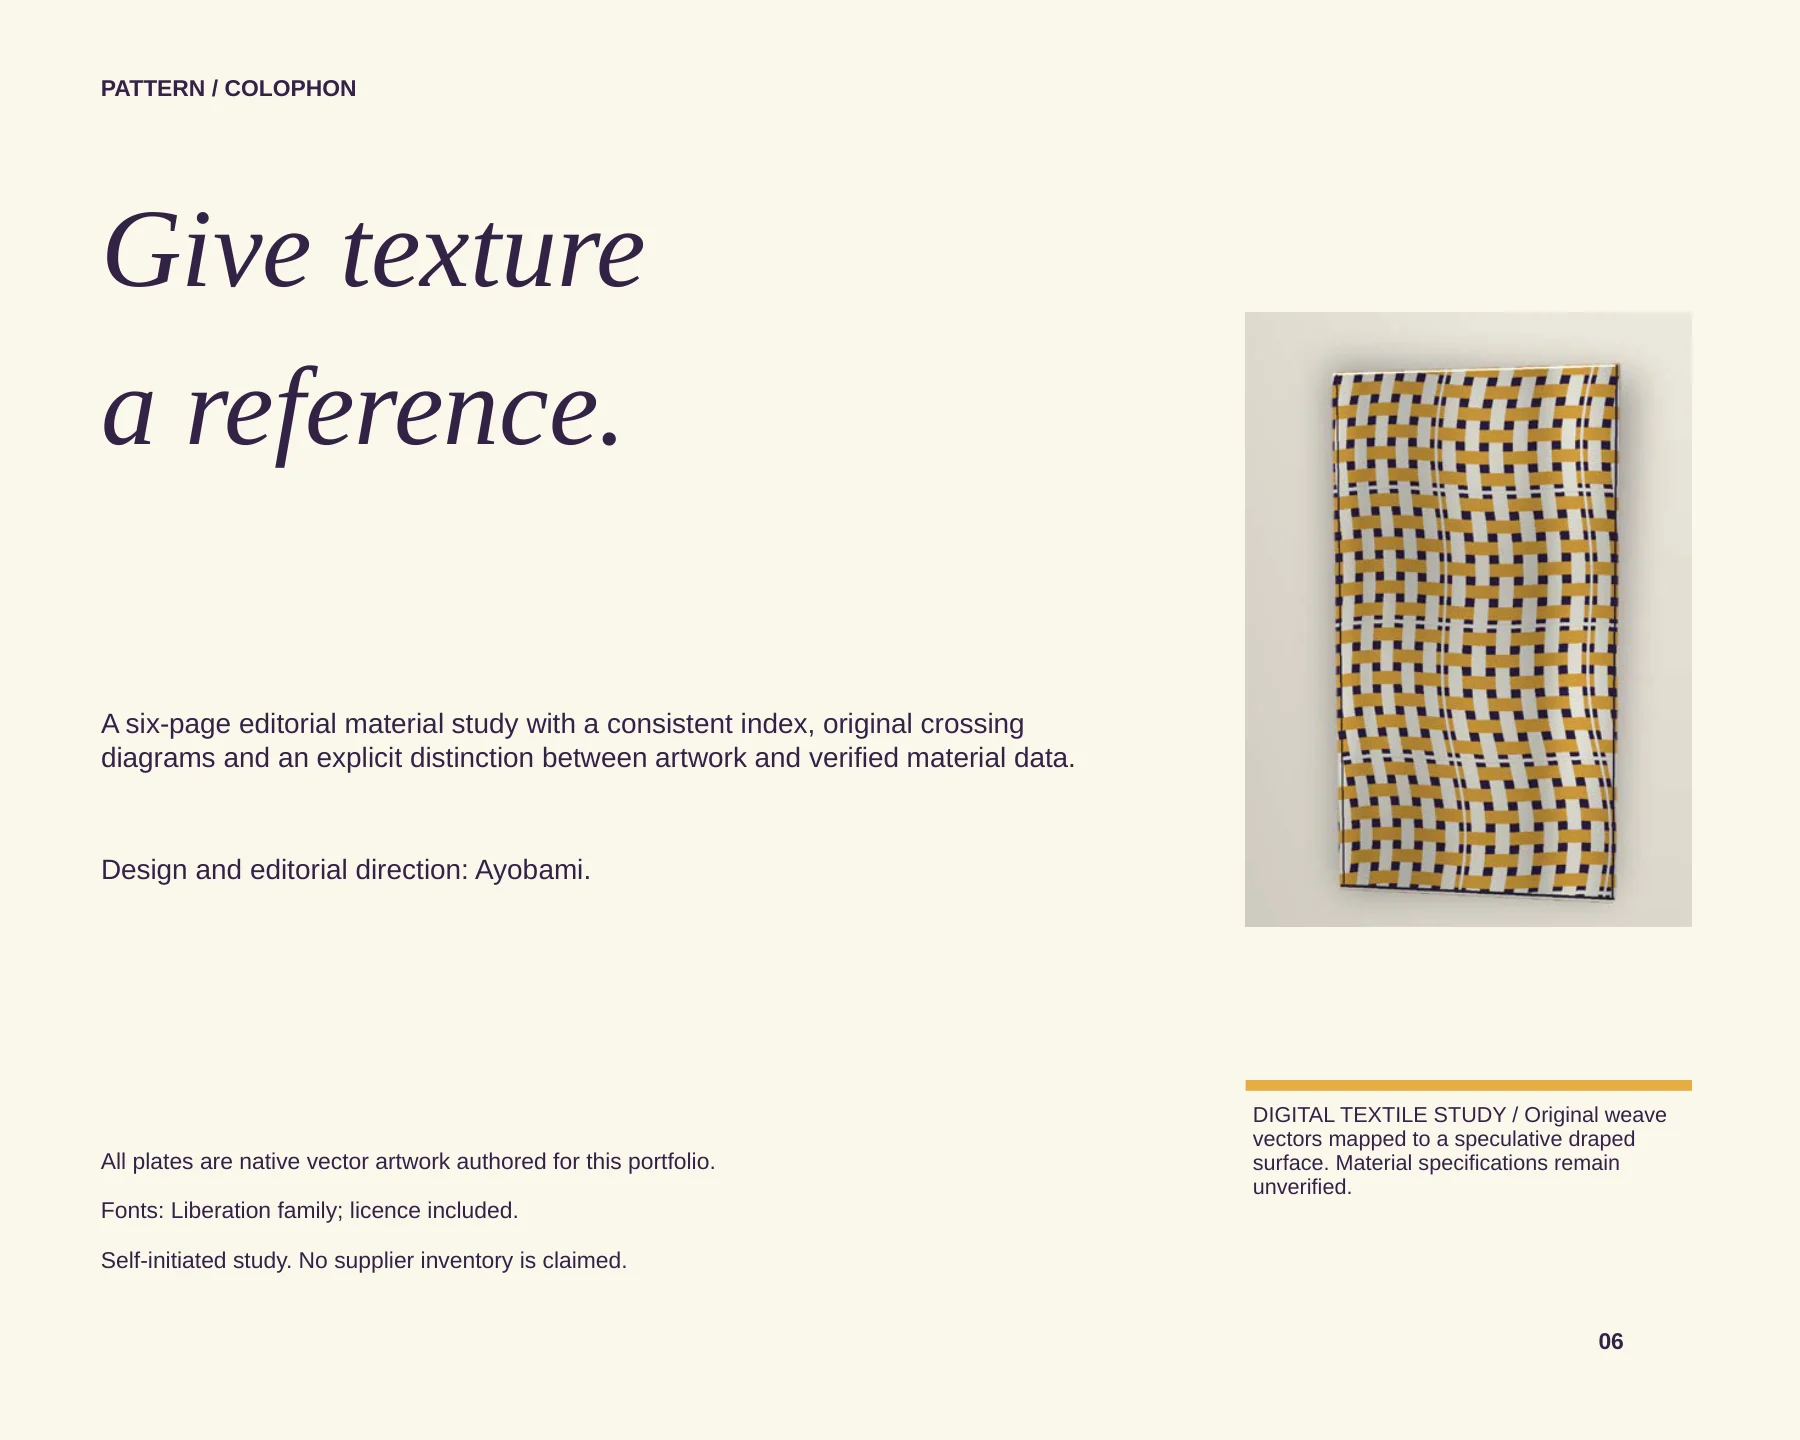 PATTERN / COLOPHON
Give texture
a reference.
A six-page editorial material study with a consistent index, original crossing
diagrams and an explicit distinction between artwork and verified material data.
Design and editorial direction: Ayobami.
All plates are native vector artwork authored for this portfolio.
Fonts: Liberation family; licence included.
Self-initiated study. No supplier inventory is claimed.
DIGITAL TEXTILE STUDY / Original weave
vectors mapped to a speculative draped
surface. Material specifications remain
unverified.
06